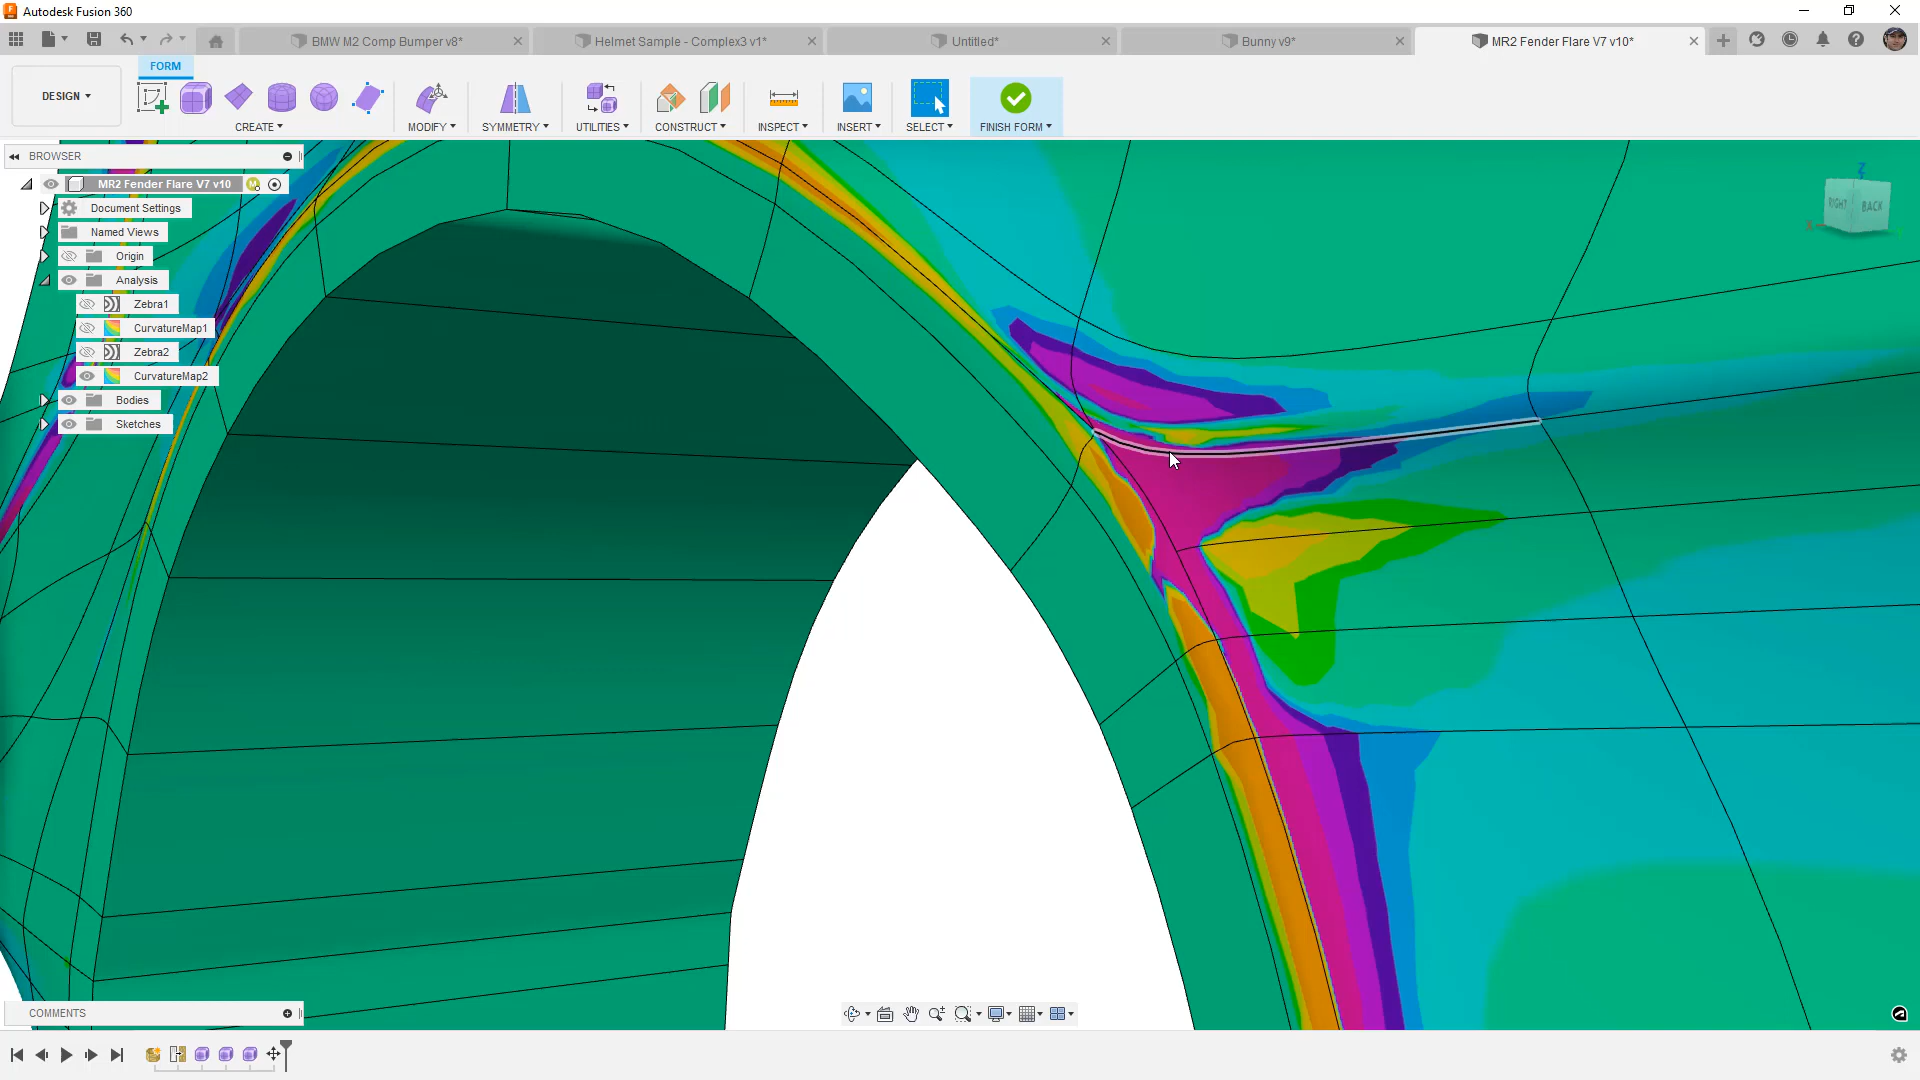 Autodesk Fusion 360
BMW M2 Comp Bumper v8*
Helmet Sample - Complex3 v1*
Untitled*
Bunny v9*
MR2 Fender Flare V7 v10*
FORM
DESIGN
CREATE
MODIFY
SYMMETRY
UTILITIES
CONSTRUCT
INSPECT
INSERT
SELECT
FINISH FORM
BROWSER
MR2 Fender Flare V7 v10
Document Settings
Named Views
Origin
Analysis
Zebra1
CurvatureMap1
Zebra2
CurvatureMap2
Bodies
Sketches
Z
RIGHT
BACK
X
COMMENTS